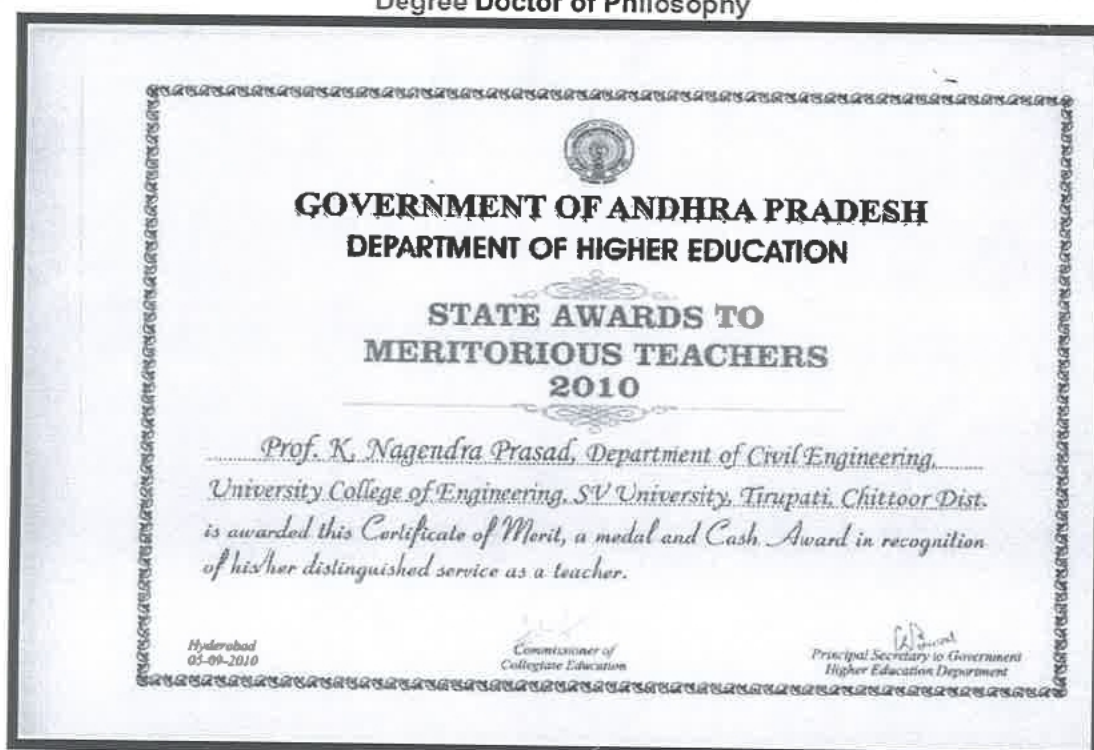 Degree Doctor of Philosophy
GOVERNMENT OF ANDHRA PRADESH
DEPARTMENT OF HIGHER EDUCATION
STATE AWARDS TO
MERITORIOUS TEACHERS
2010
Prof. K. Nagendra Prasad, Department of Civil Engineering,
University College of Engineering, SV University, Tirupati, Chittoor Dist.
is awarded this Certificate of Merit, a medal and Cash Award in recognition
of his/her distinguished service as a teacher.
Hyderabad
05-09-2010
Commissioner of
Collegiate Education
Principal Secretary to Government
Higher Education Department